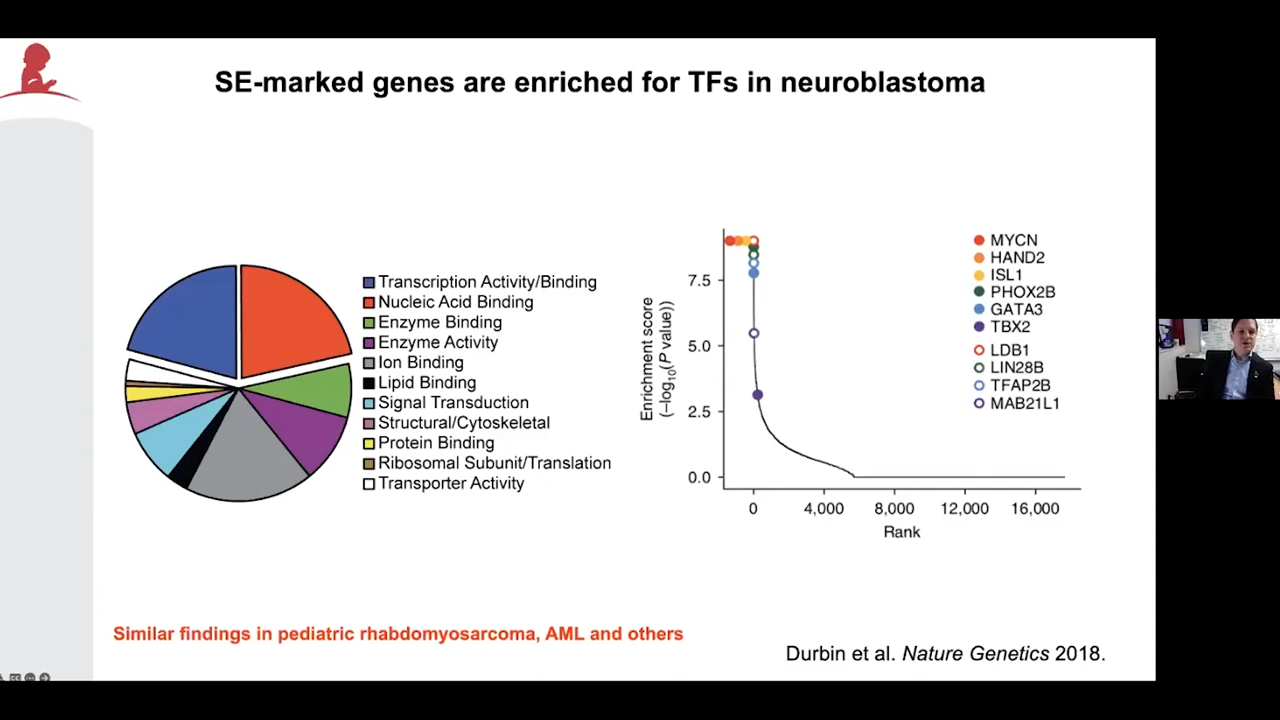 SE-marked genes are enriched for TFs in neuroblastoma
Transcription Activity/Binding
Nucleic Acid Binding
Enzyme Binding
Enzyme Activity
Ion Binding
Lipid Binding
Signal Transduction
Structural/Cytoskeletal
Protein Binding
Ribosomal Subunit/Translation
Transporter Activity
Enrichment score
(–log10(P value))
7.5
5.0
2.5
0.0
0
4,000
8,000
12,000
16,000
Rank
MYCN
HAND2
ISL1
PHOX2B
GATA3
TBX2
LDB1
LIN28B
TFAP2B
MAB21L1
Similar findings in pediatric rhabdomyosarcoma, AML and others
Durbin et al. Nature Genetics 2018.